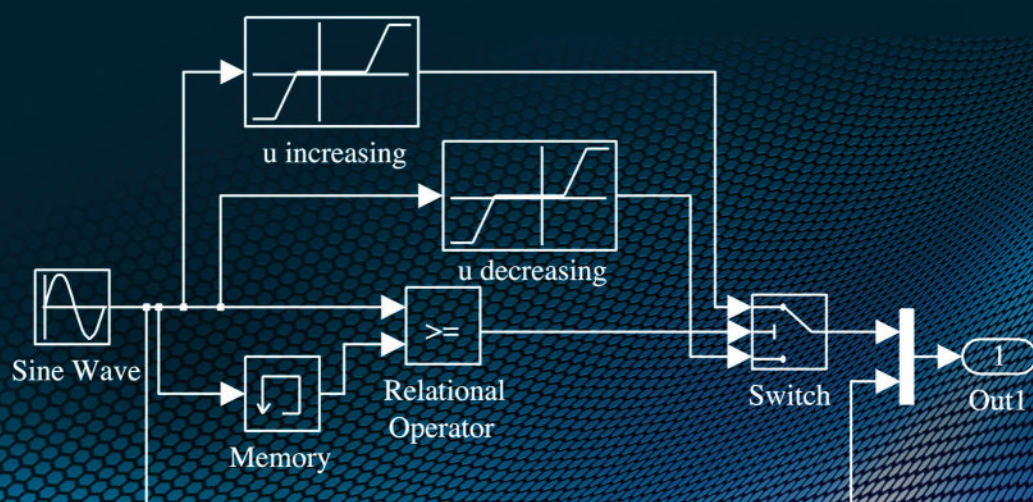 u increasing
u decreasing
Sine Wave
>=
Relational
Operator
Memory
Switch
1
Out1